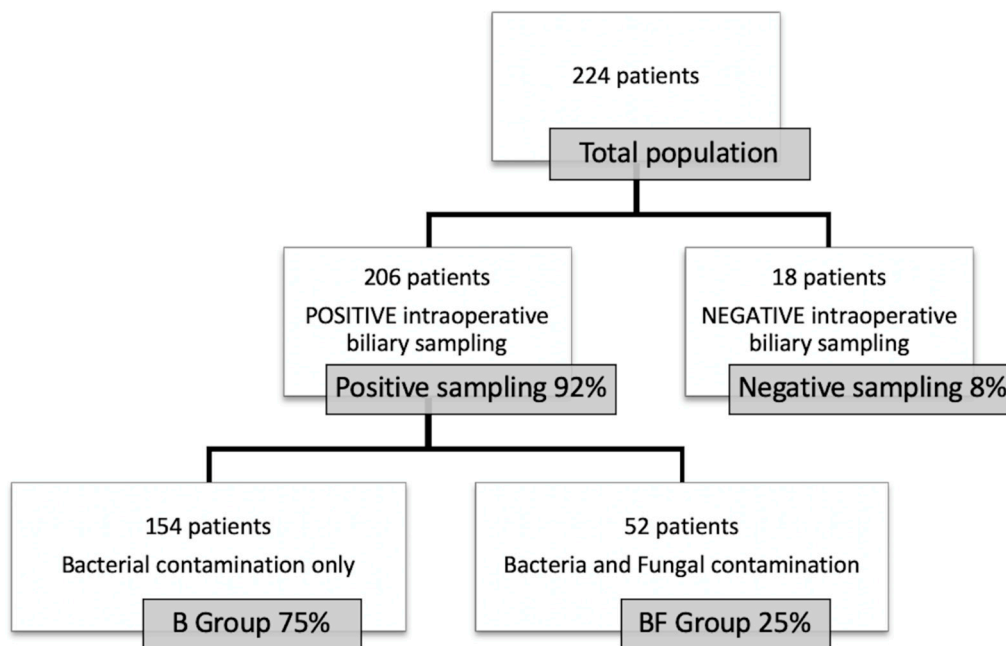 224 patients
Total population
206 patients
POSITIVE intraoperative
biliary sampling
Positive sampling 92%
18 patients
NEGATIVE intraoperative
biliary sampling
Negative sampling 8%
154 patients
Bacterial contamination only
B Group 75%
52 patients
Bacteria and Fungal contamination
BF Group 25%